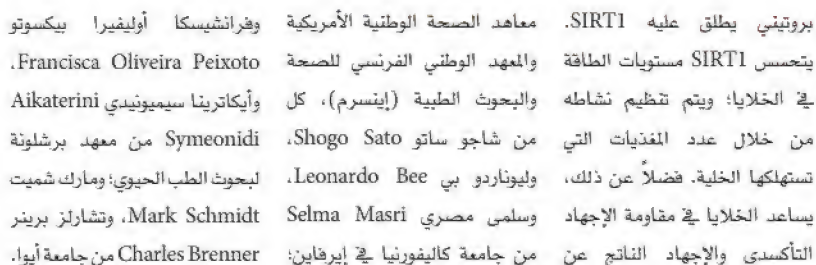 بروتيني يطلق عليه SIRT1.
يتحسس SIRT1 مستويات الطاقة
في الخلايا؛ ويتم تنظيم نشاطه
من خلال عدد المغذيات التي
تستهلكها الخلية. فضلاً عن ذلك،
يساعد الخلايا في مقاومة الإجهاد
التأكسدي والإجهاد الناتج عن
معاهد الصحة الوطنية الأمريكية
والمعهد الوطني الفرنسي للصحة
والبحوث الطبية (إينسرم)، كل
من شاجو ساتو Shogo Sato،
وليوناردو بي Leonardo Bee،
وسلمى مصري Selma Masri
من جامعة كاليفورنيا في إيرفاين؛
وفرانشيسكا أوليفيرا بيكسوتو
Francisca Oliveira Peixoto،
وأيكاترينا سيميونيدي Aikaterini
Symeonidi من معهد برشلونة
لبحوث الطب الحيوي؛ ومارك شميت
Mark Schmidt، وتشارلز برينر
Charles Brenner من جامعة أيوا.